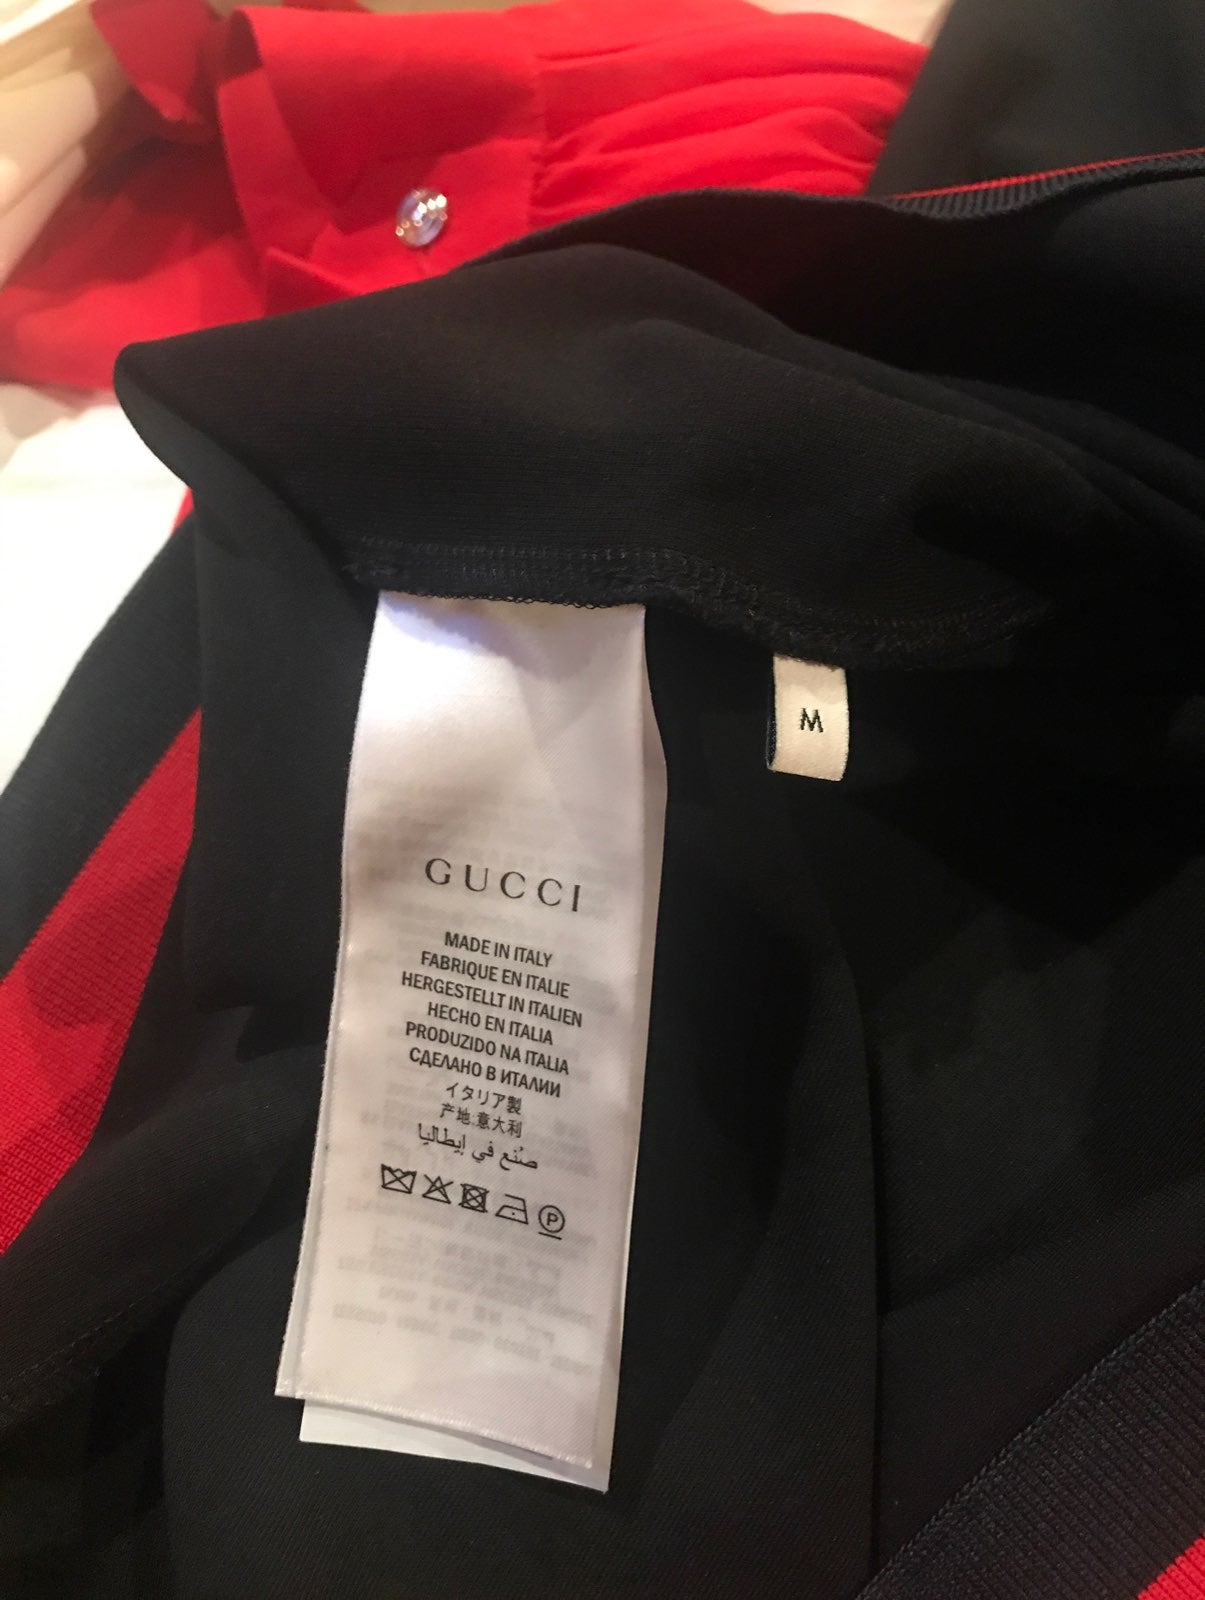 M
GUCCI
MADE IN ITALY
FABRIQUE EN ITALIE
HERGESTELLT IN ITALIEN
HECHO EN ITALIA
PRODUZIDO NA ITALIA
СДЕЛАНО В ИТАЛИИ
イタリア製
产地:意大利
صُنع في إيطاليا
P